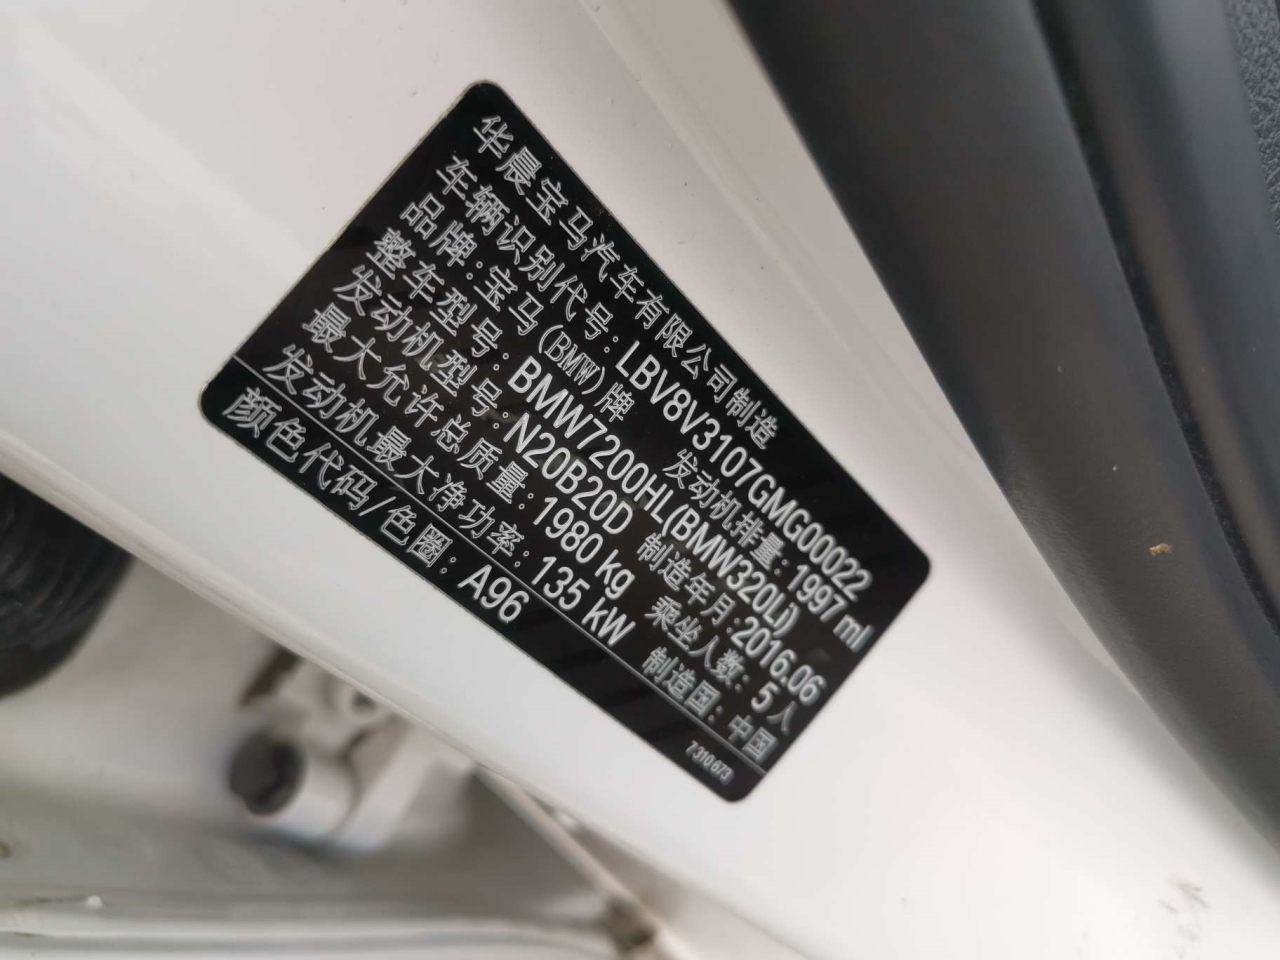 华晨宝马汽车有限公司制造
车辆识别代号: LBV8V3107GMG00022
品牌: 宝马(BMW)牌 发动机排量: 1997 ml
整车型号: BMW7200HL(BMW320Li)
发动机型号: N20B20D 制造年月: 2016.06
最大允许总质量: 1980 kg 乘坐人数: 5人
发动机最大净功率: 135 kW 制造国: 中国
颜色代码/色圈: A96
7310673